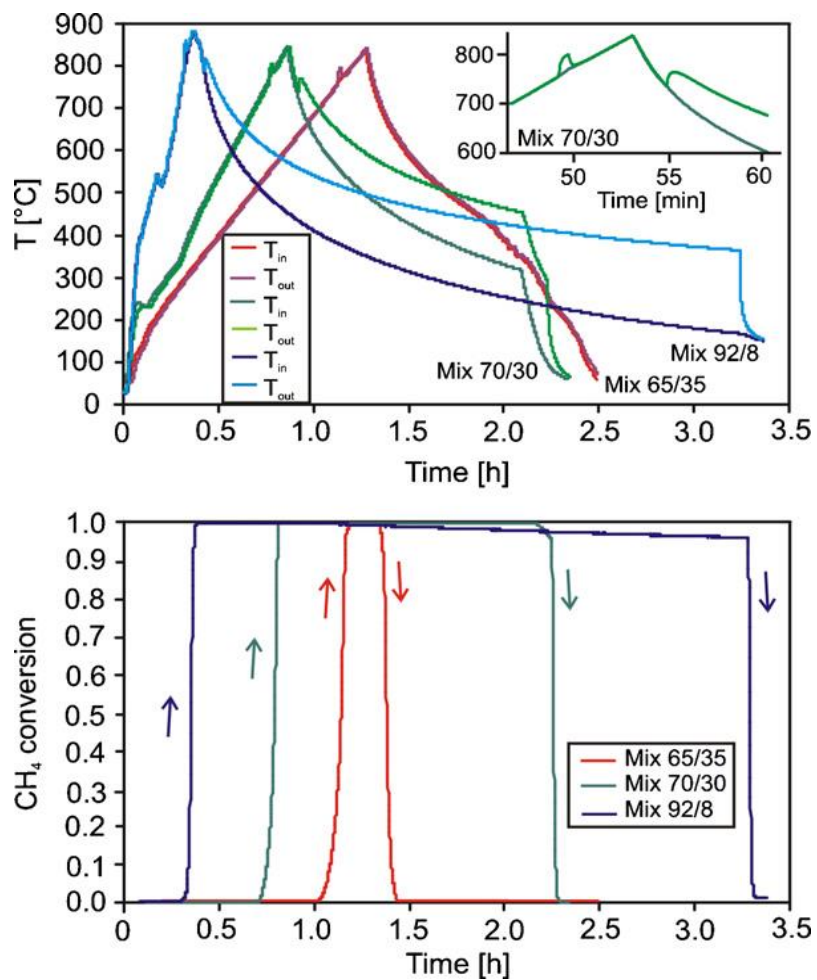 900
800
700
600
500
400
300
200
100
0
T [°C]
0
0.5
1.0
1.5
2.0
2.5
3.0
3.5
Time [h]
T_in
T_out
T_in
T_out
T_in
T_out
Mix 70/30
Mix 65/35
Mix 92/8
800
700
600
Mix 70/30
50
55
60
Time [min]
1.0
0.9
0.8
0.7
0.6
0.5
0.4
0.3
0.2
0.1
0.0
CH₄ conversion
0
0.5
1.0
1.5
2.0
2.5
3.0
3.5
Time [h]
Mix 65/35
Mix 70/30
Mix 92/8